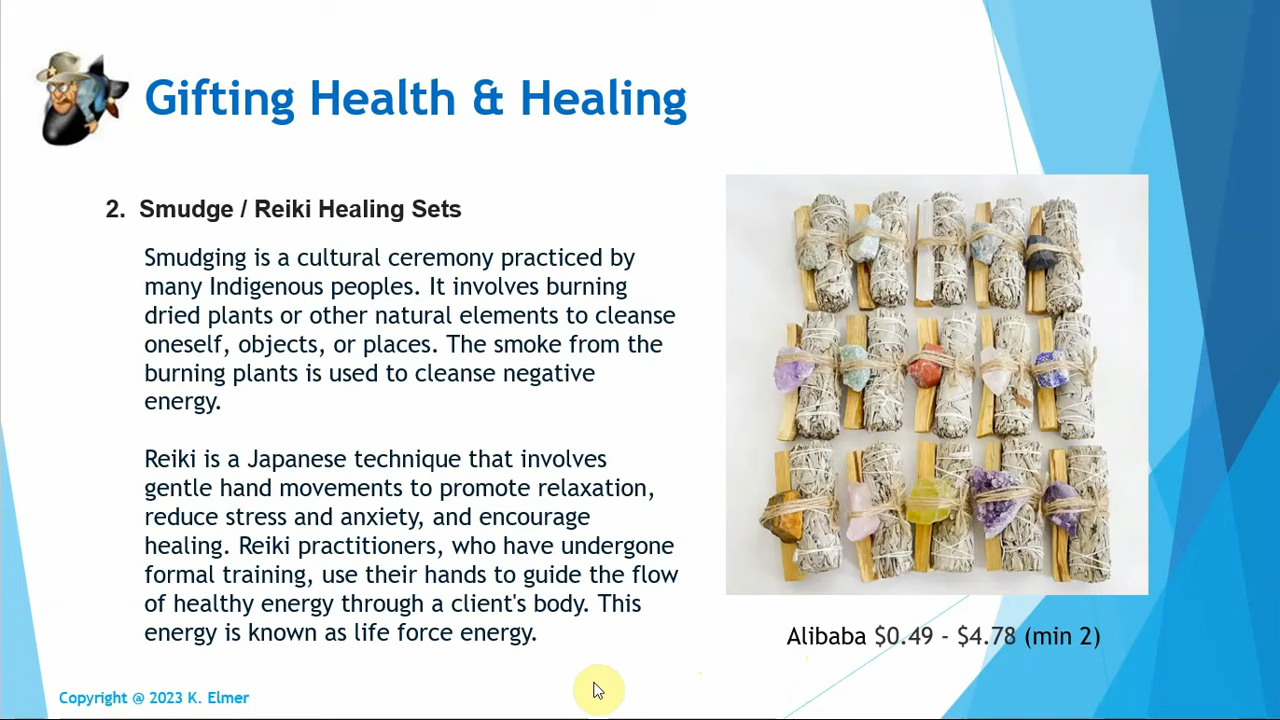 Gifting Health & Healing
2. Smudge / Reiki Healing Sets
Smudging is a cultural ceremony practiced by
many Indigenous peoples. It involves burning
dried plants or other natural elements to cleanse
oneself, objects, or places. The smoke from the
burning plants is used to cleanse negative
energy.
Reiki is a Japanese technique that involves
gentle hand movements to promote relaxation,
reduce stress and anxiety, and encourage
healing. Reiki practitioners, who have undergone
formal training, use their hands to guide the flow
of healthy energy through a client's body. This
energy is known as life force energy.
Alibaba $0.49 - $4.78 (min 2)
Copyright @ 2023 K. Elmer